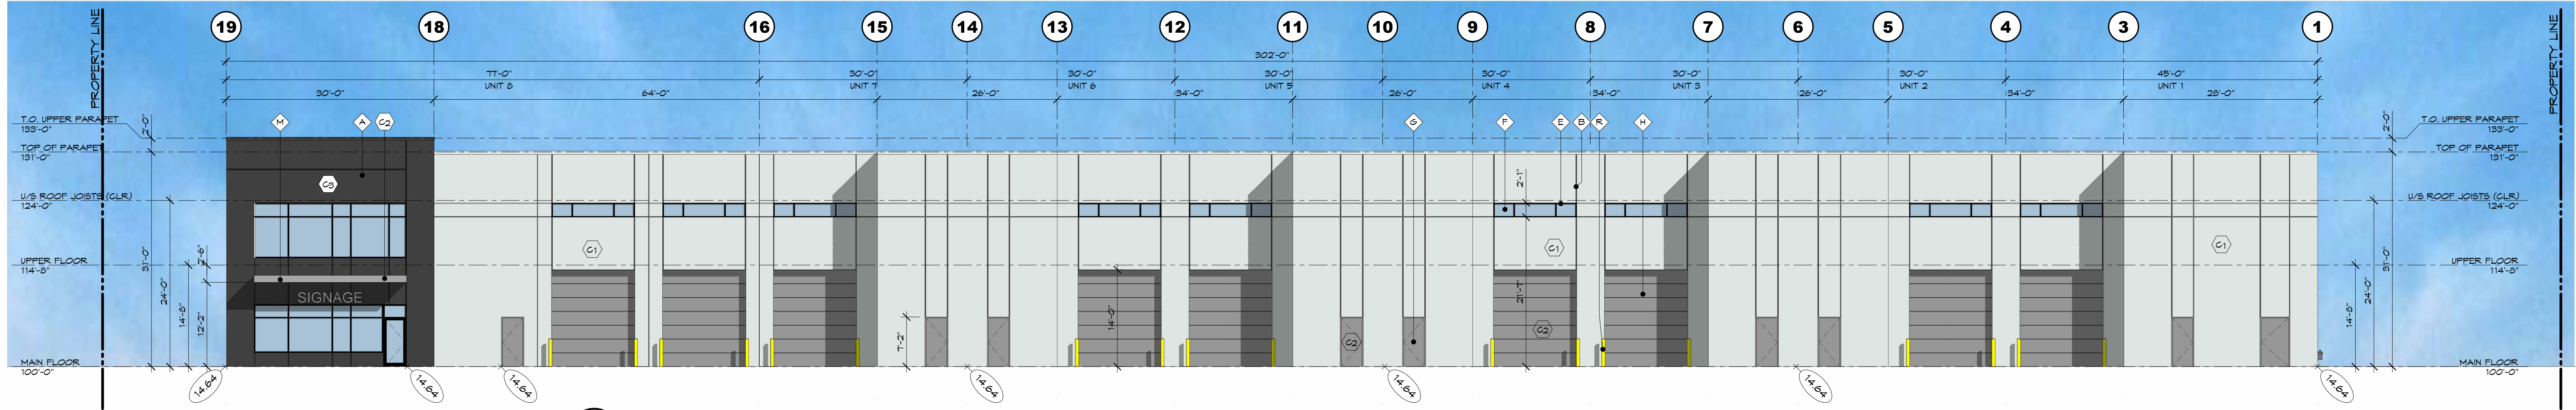 PROPERTY LINE
19 18 16 15 14 13 12 11 10 9 8 7 6 5 4 3 1
PROPERTY LINE
302'-0"
77'-0" 30'-0" 30'-0" 30'-0" 30'-0" 30'-0" 30'-0" 45'-0"
UNIT 8 UNIT 7 UNIT 6 UNIT 5 UNIT 4 UNIT 3 UNIT 2 UNIT 1
30'-0" 64'-0" 26'-0" 34'-0" 26'-0" 34'-0" 26'-0" 34'-0" 28'-0"
M A C2 G F E B R H
T.O. UPPER PARAPET
133'-0"
2'-0"
2'-0"
T.O. UPPER PARAPET
133'-0"
TOP OF PARAPET
131'-0"
TOP OF PARAPET
131'-0"
C3
2'-1"
U/S ROOF JOISTS (CLR)
124'-0"
U/S ROOF JOISTS (CLR)
124'-0"
C1 C1 C1
UPPER FLOOR
114'-8"
UPPER FLOOR
114'-8"
31'-0" 24'-0" 14'-8" 2'-6" 12'-2"
SIGNAGE
14'-0"
21'-7"
7'-2"
C2 C2
14'-8" 24'-0" 31'-0"
MAIN FLOOR
100'-0"
MAIN FLOOR
100'-0"
14.64 14.64 14.64 14.64 14.64 14.64 14.64